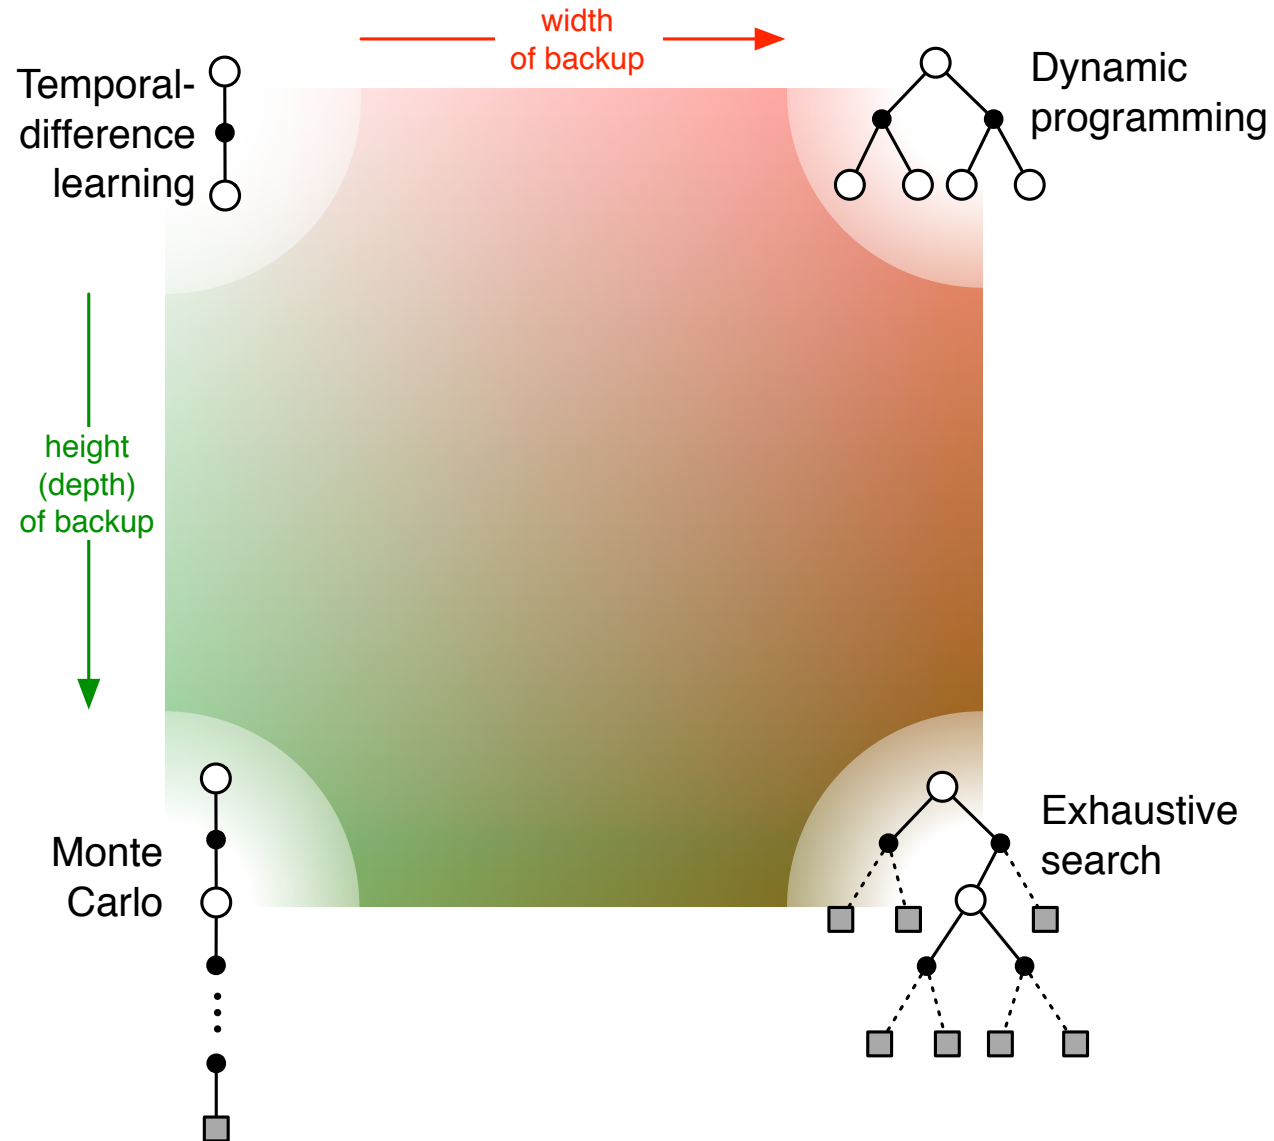 width
of backup
Temporal-
difference
learning
Dynamic
programming
height
(depth)
of backup
Monte
Carlo
Exhaustive
search